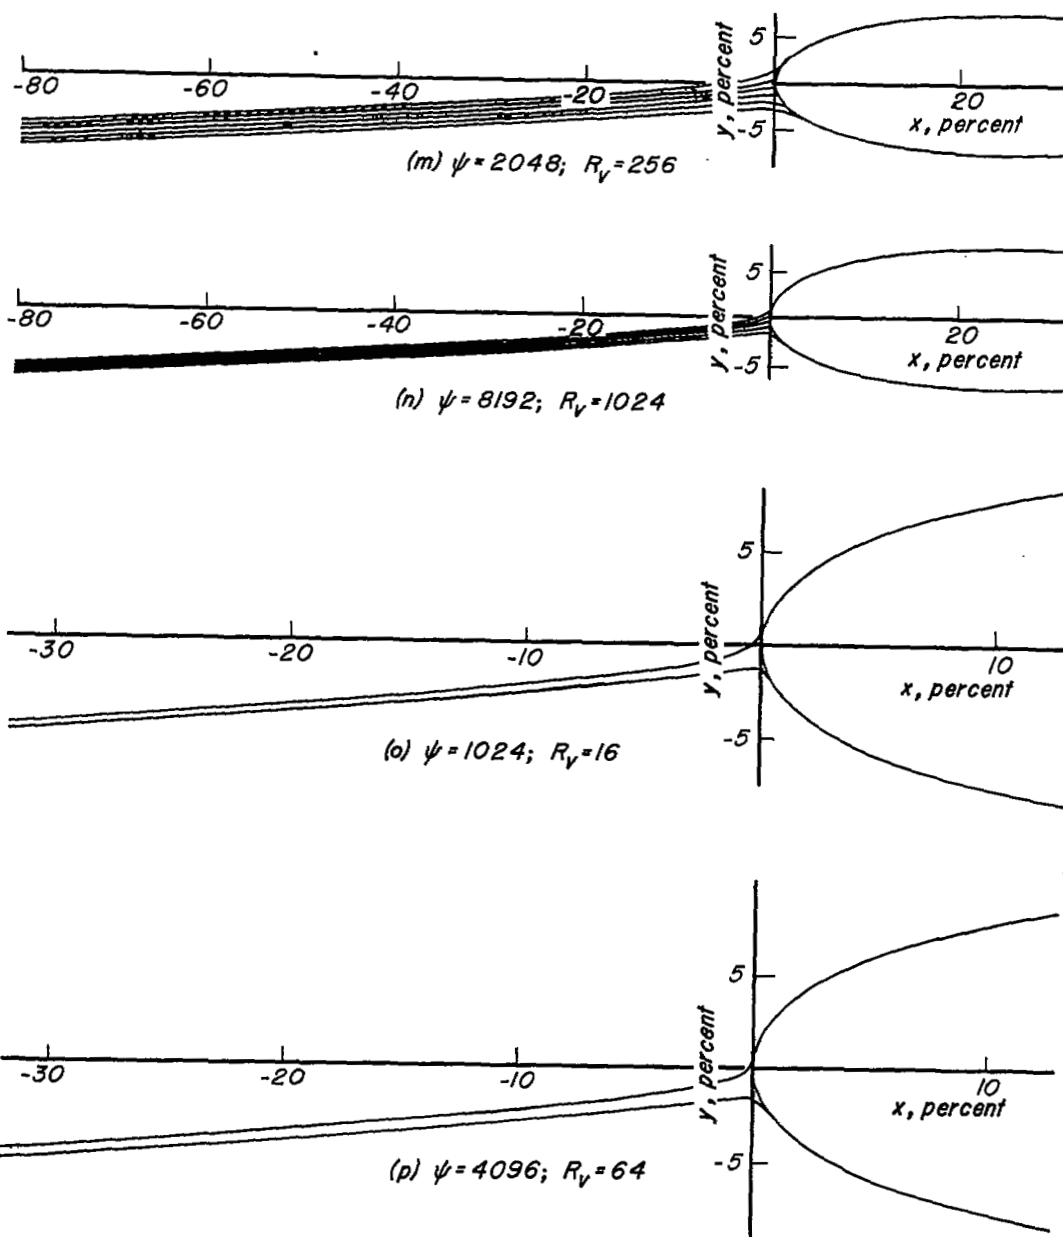 -80 -60 -40 -20 20
5
-5
y, percent
x, percent
(m) ψ=2048; R_v=256
-80 -60 -40 -20 20
5
-5
y, percent
x, percent
(n) ψ=8192; R_v=1024
-30 -20 -10 10
5
-5
y, percent
x, percent
(o) ψ=1024; R_v=16
-30 -20 -10 10
5
-5
y, percent
x, percent
(p) ψ=4096; R_v=64